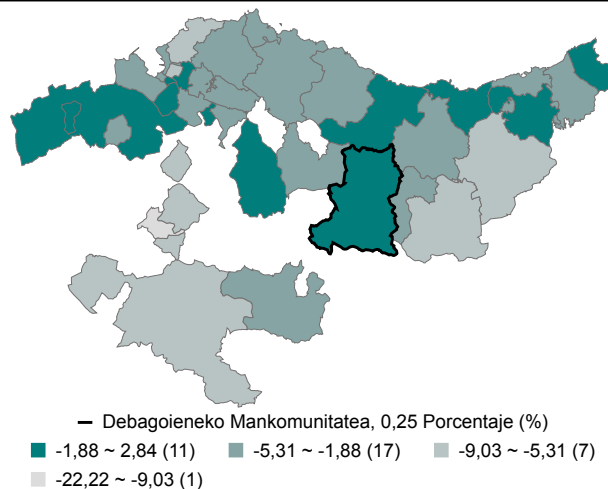 Debagoieneko Mankomunitatea, 0,25 Porcentaje (%)
-1,88 ~ 2,84 (11) -5,31 ~ -1,88 (17) -9,03 ~ -5,31 (7)
-22,22 ~ -9,03 (1)